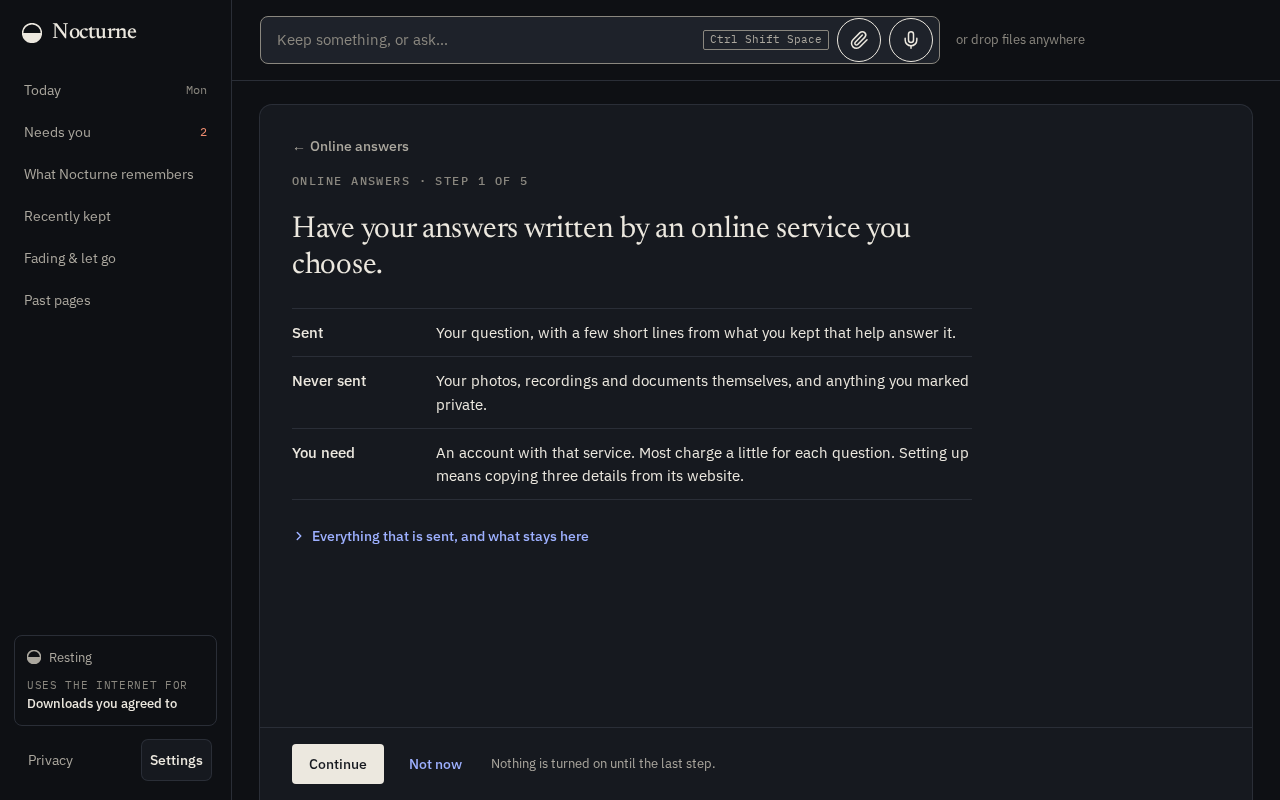 Nocturne
Keep something, or ask...
Ctrl Shift Space
or drop files anywhere
Today
Mon
Needs you
2
What Nocturne remembers
Recently kept
Fading & let go
Past pages
← Online answers
ONLINE ANSWERS · STEP 1 OF 5
Have your answers written by an online service you
choose.
Sent
Your question, with a few short lines from what you kept that help answer it.
Never sent
Your photos, recordings and documents themselves, and anything you marked
private.
You need
An account with that service. Most charge a little for each question. Setting up
means copying three details from its website.
Everything that is sent, and what stays here
Resting
USES THE INTERNET FOR
Downloads you agreed to
Privacy
Settings
Continue
Not now
Nothing is turned on until the last step.